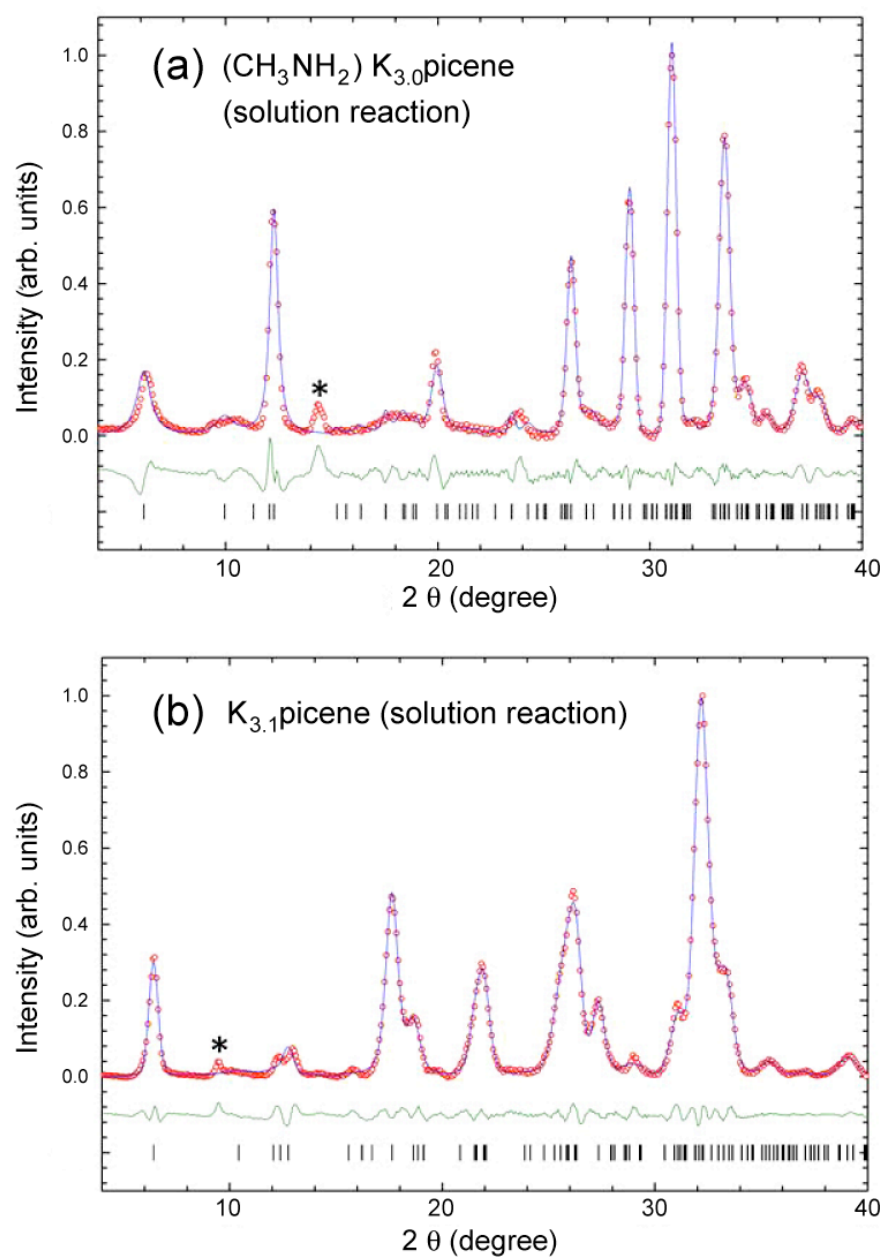 (a) (CH₃NH₂) K₃.₀picene
(solution reaction)
1.0
0.8
0.6
0.4
0.2
0.0
*
Intensity (arb. units)
10 20 30 40
2 θ (degree)
(b) K₃.₁picene (solution reaction)
1.0
0.8
0.6
0.4
0.2
0.0
*
Intensity (arb. units)
10 20 30 40
2 θ (degree)